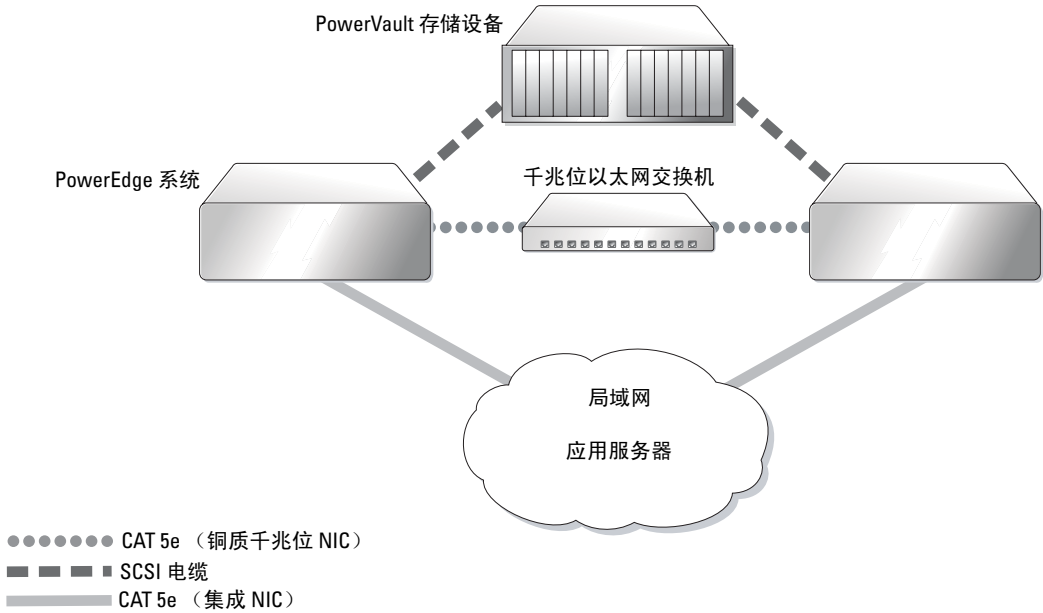 PowerVault 存储设备
PowerEdge 系统
千兆位以太网交换机
局域网
应用服务器
CAT 5e （铜质千兆位 NIC）
SCSI 电缆
CAT 5e （集成 NIC）